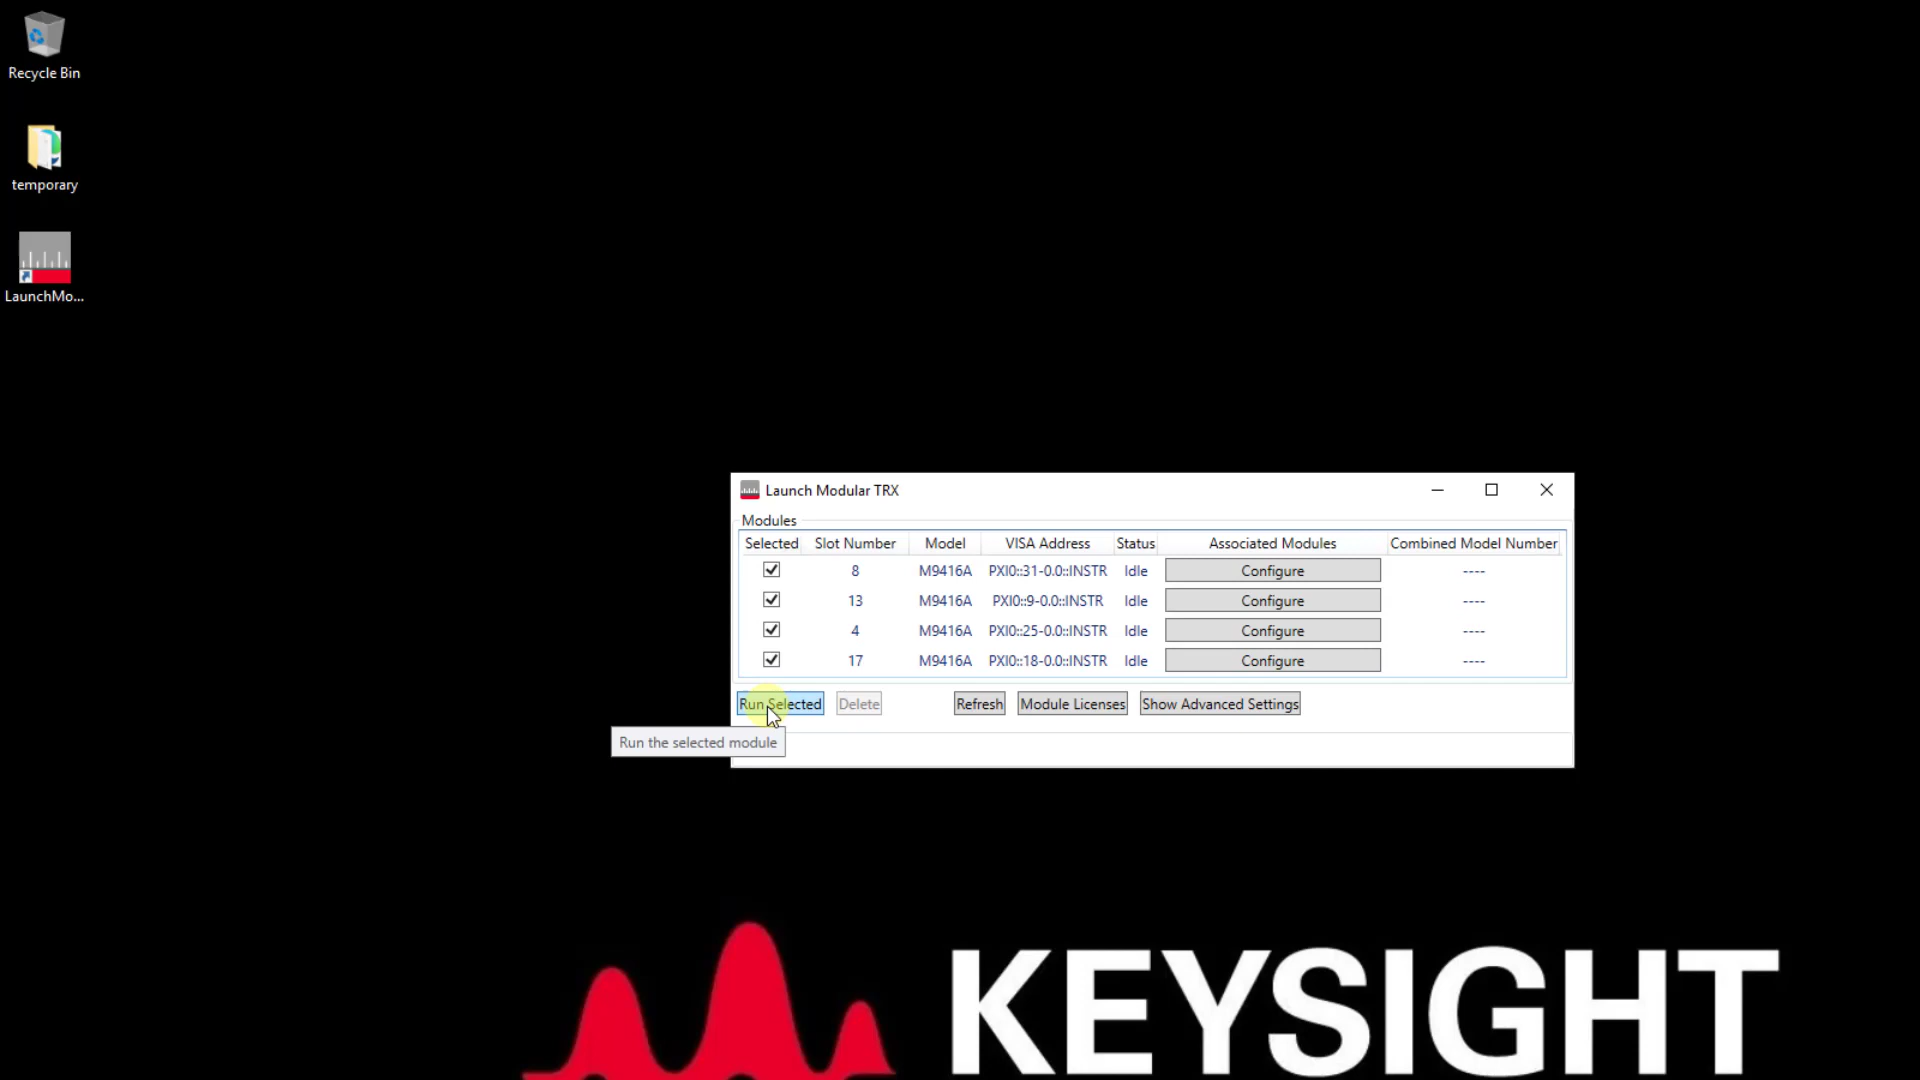 Recycle Bin
temporary
LaunchMo...
Launch Modular TRX
Modules
Selected Slot Number Model VISA Address Status Associated Modules Combined Model Number
8 M9416A PXI0::31-0.0::INSTR Idle Configure ----
13 M9416A PXI0::9-0.0::INSTR Idle Configure ----
4 M9416A PXI0::25-0.0::INSTR Idle Configure ----
17 M9416A PXI0::18-0.0::INSTR Idle Configure ----
Run Selected Delete Refresh Module Licenses Show Advanced Settings
Run the selected module
KEYSIGHT